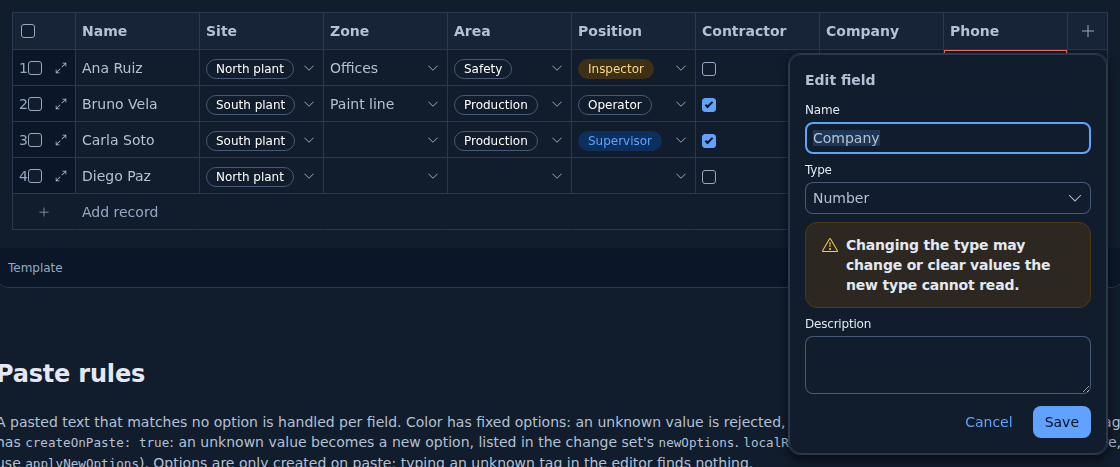 Name Site Zone Area Position Contractor Company Phone +
1 Ana Ruiz North plant Offices Safety Inspector
2 Bruno Vela South plant Paint line Production Operator
3 Carla Soto South plant Production Supervisor
4 Diego Paz North plant
+ Add record
Template
Paste rules
A pasted text that matches no option is handled per field. Color has fixed options: an unknown value is rejected,
has createOnPaste: true: an unknown value becomes a new option, listed in the change set's newOptions. localR
use applyNewOptions). Options are only created on paste; typing an unknown tag in the editor finds nothing.
Edit field
Name
Company
Type
Number
Changing the type may
change or clear values the
new type cannot read.
Description
Cancel Save